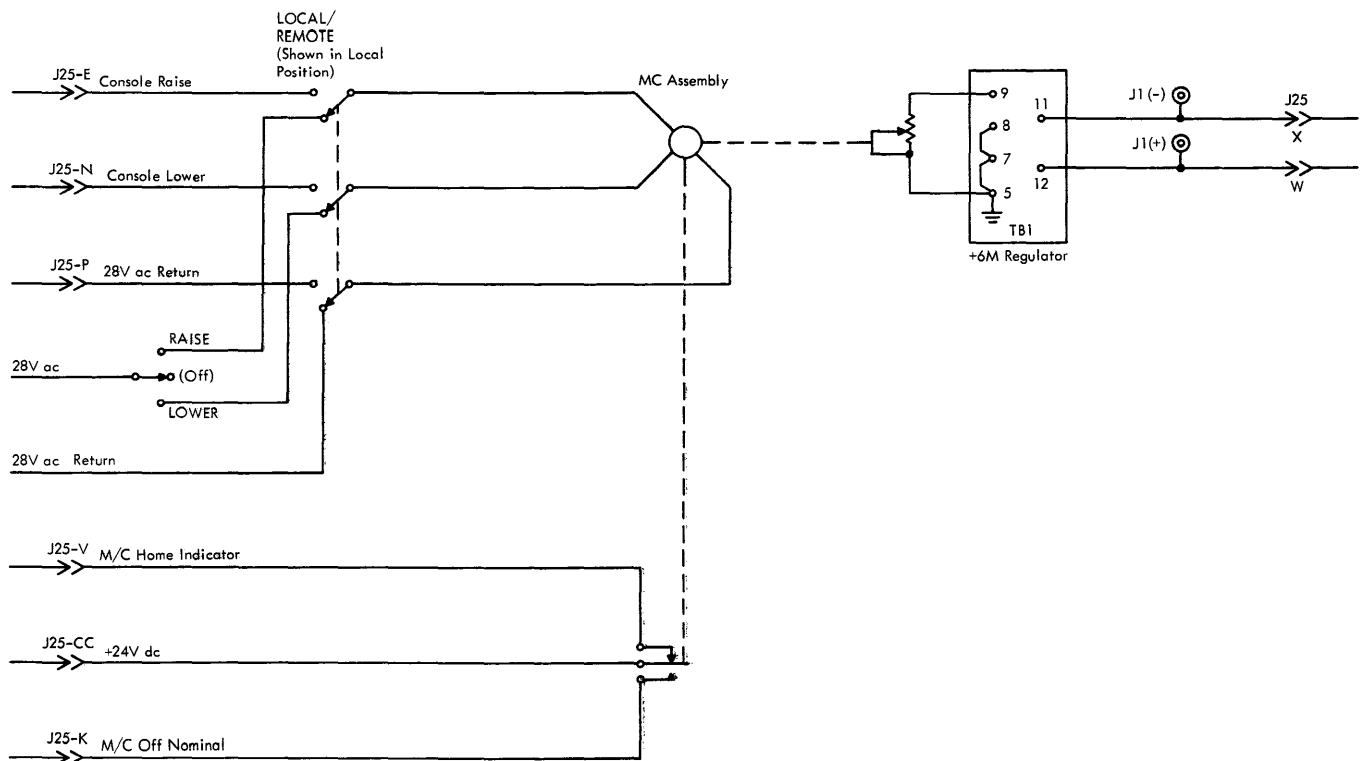 LOCAL/
REMOTE
(Shown in Local
Position)
J25-E Console Raise
MC Assembly
J25-N Console Lower
J25-P 28V ac Return
RAISE
28V ac
(Off)
LOWER
28V ac Return
9
8
7
5
11
12
TB1
+6M Regulator
J1(-)
J1(+)
J25
X
W
J25-V M/C Home Indicator
J25-CC +24V dc
J25-K M/C Off Nominal